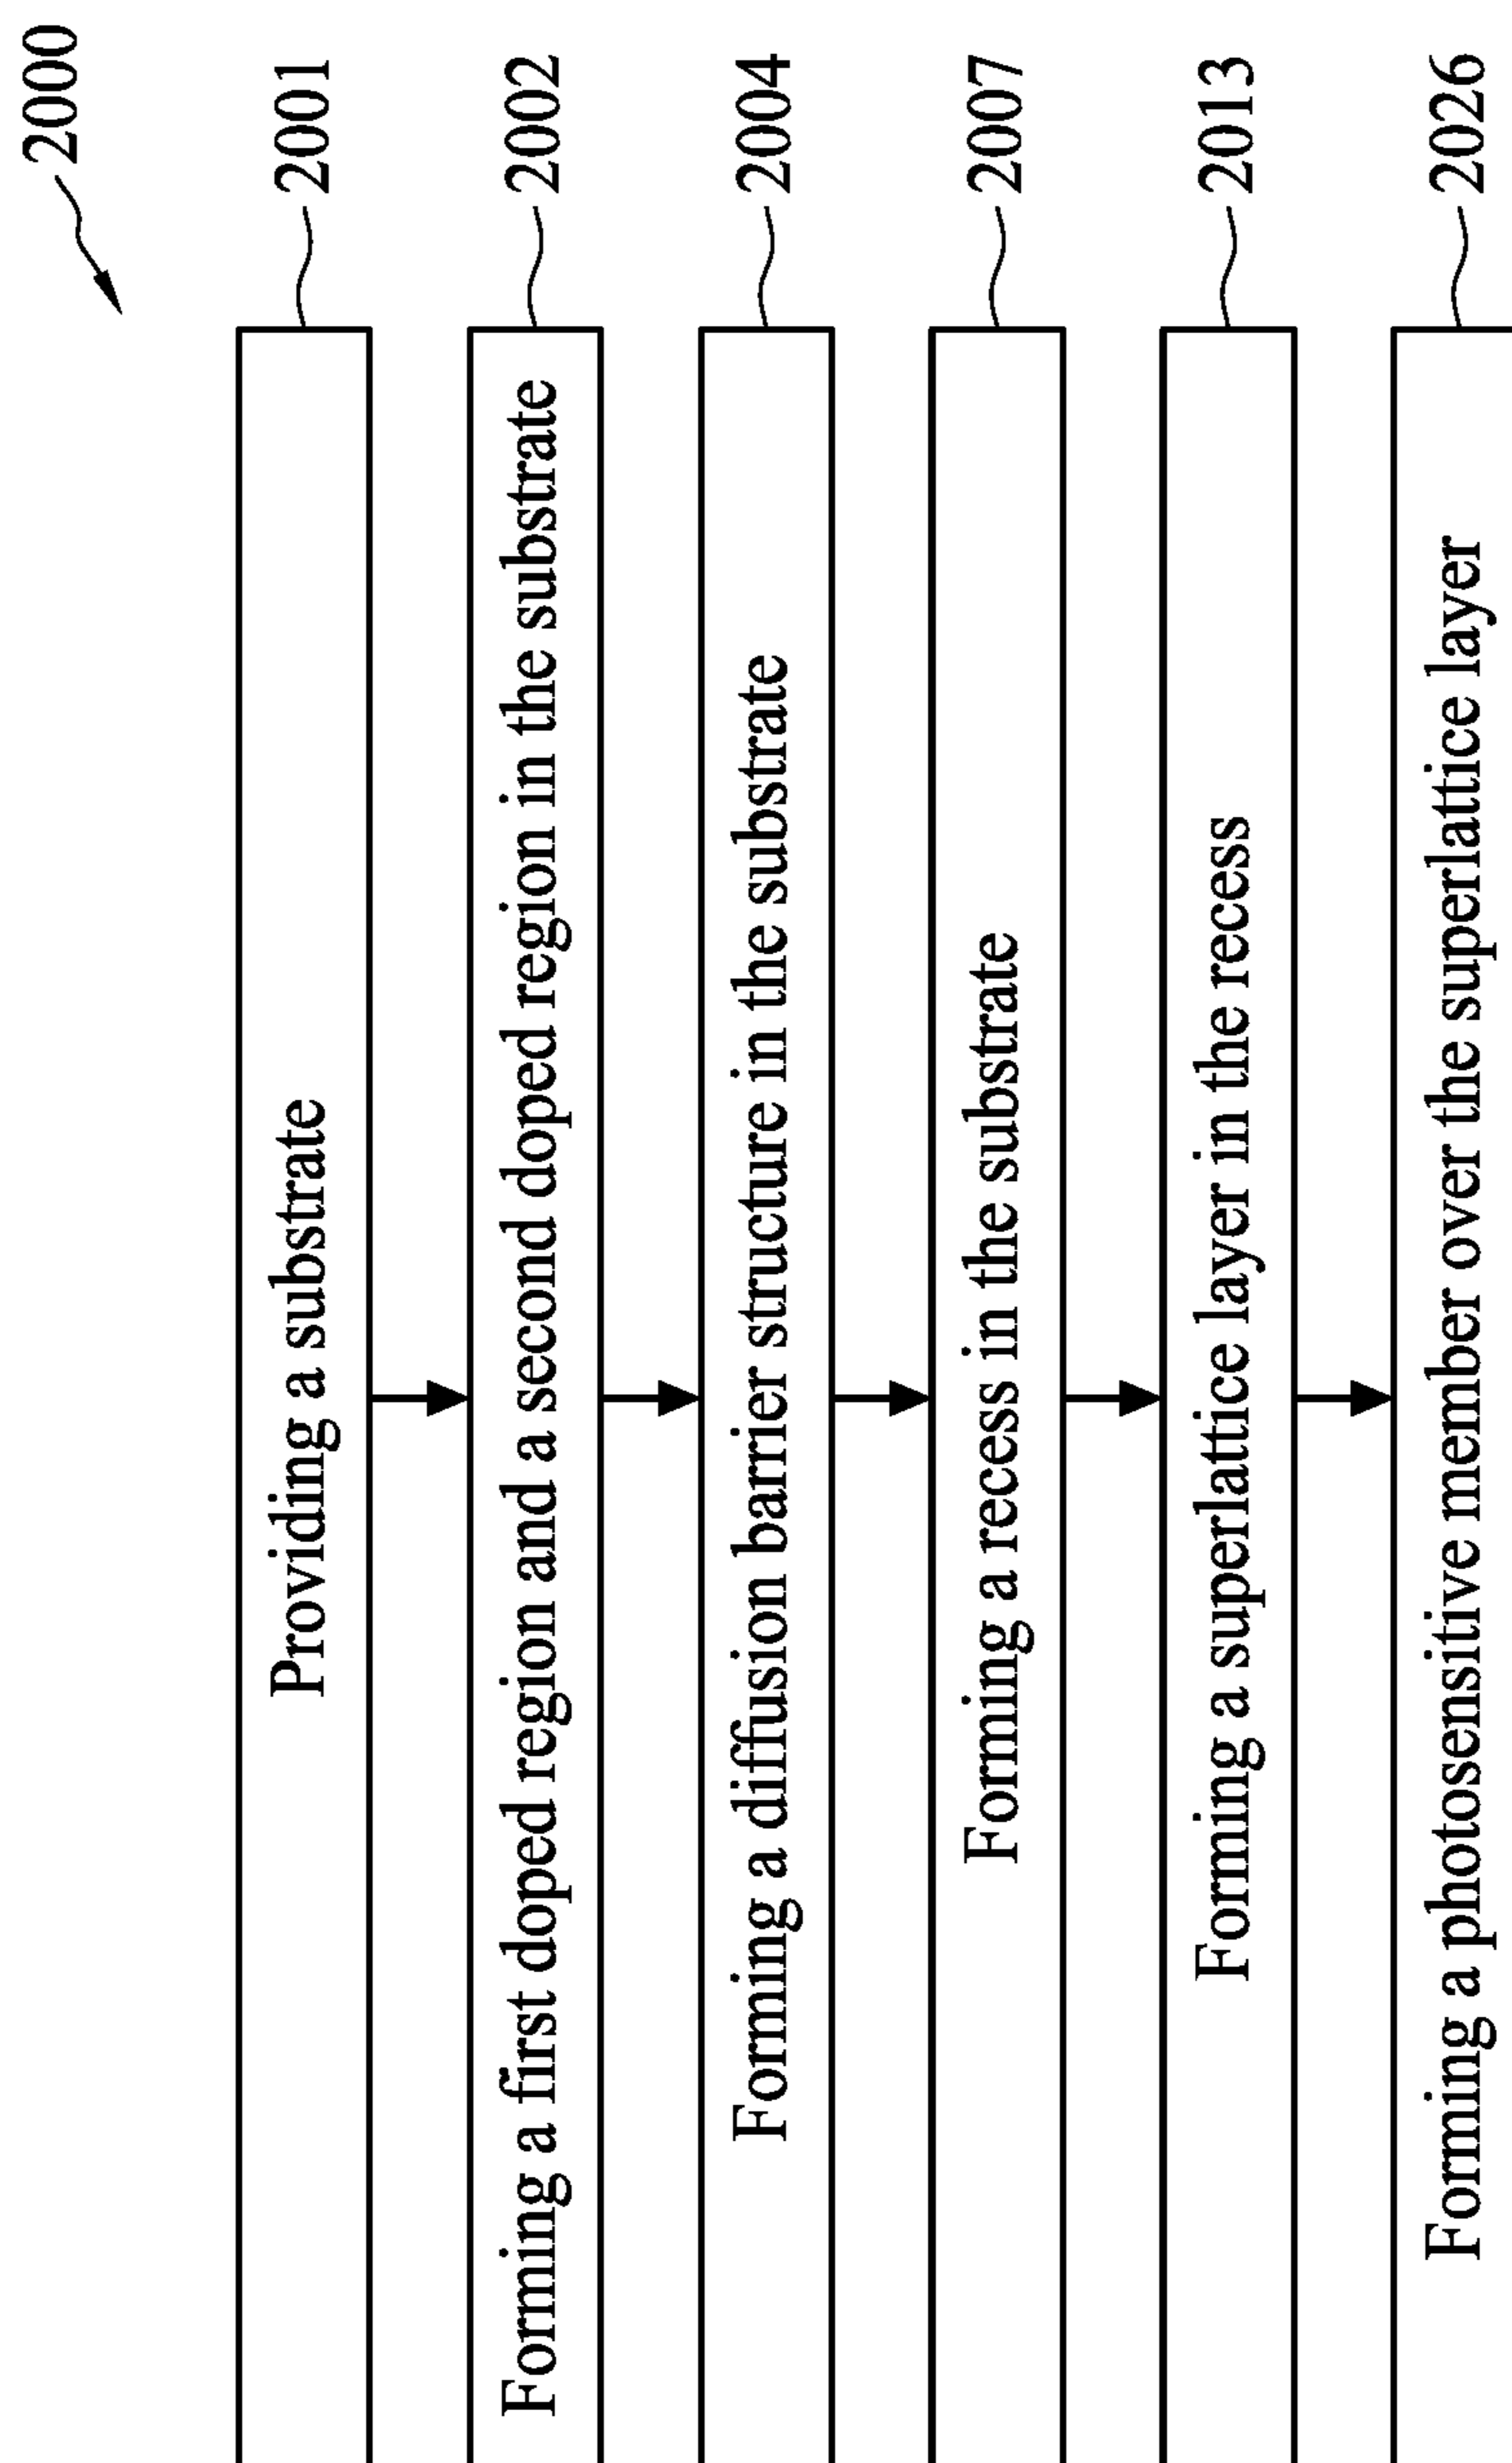 2000
Providing a substrate 2001
Forming a first doped region and a second doped region in the substrate 2002
Forming a diffusion barrier structure in the substrate 2004
Forming a recess in the substrate 2007
Forming a superlattice layer in the recess 2013
Forming a photosensitive member over the superlattice layer 2026